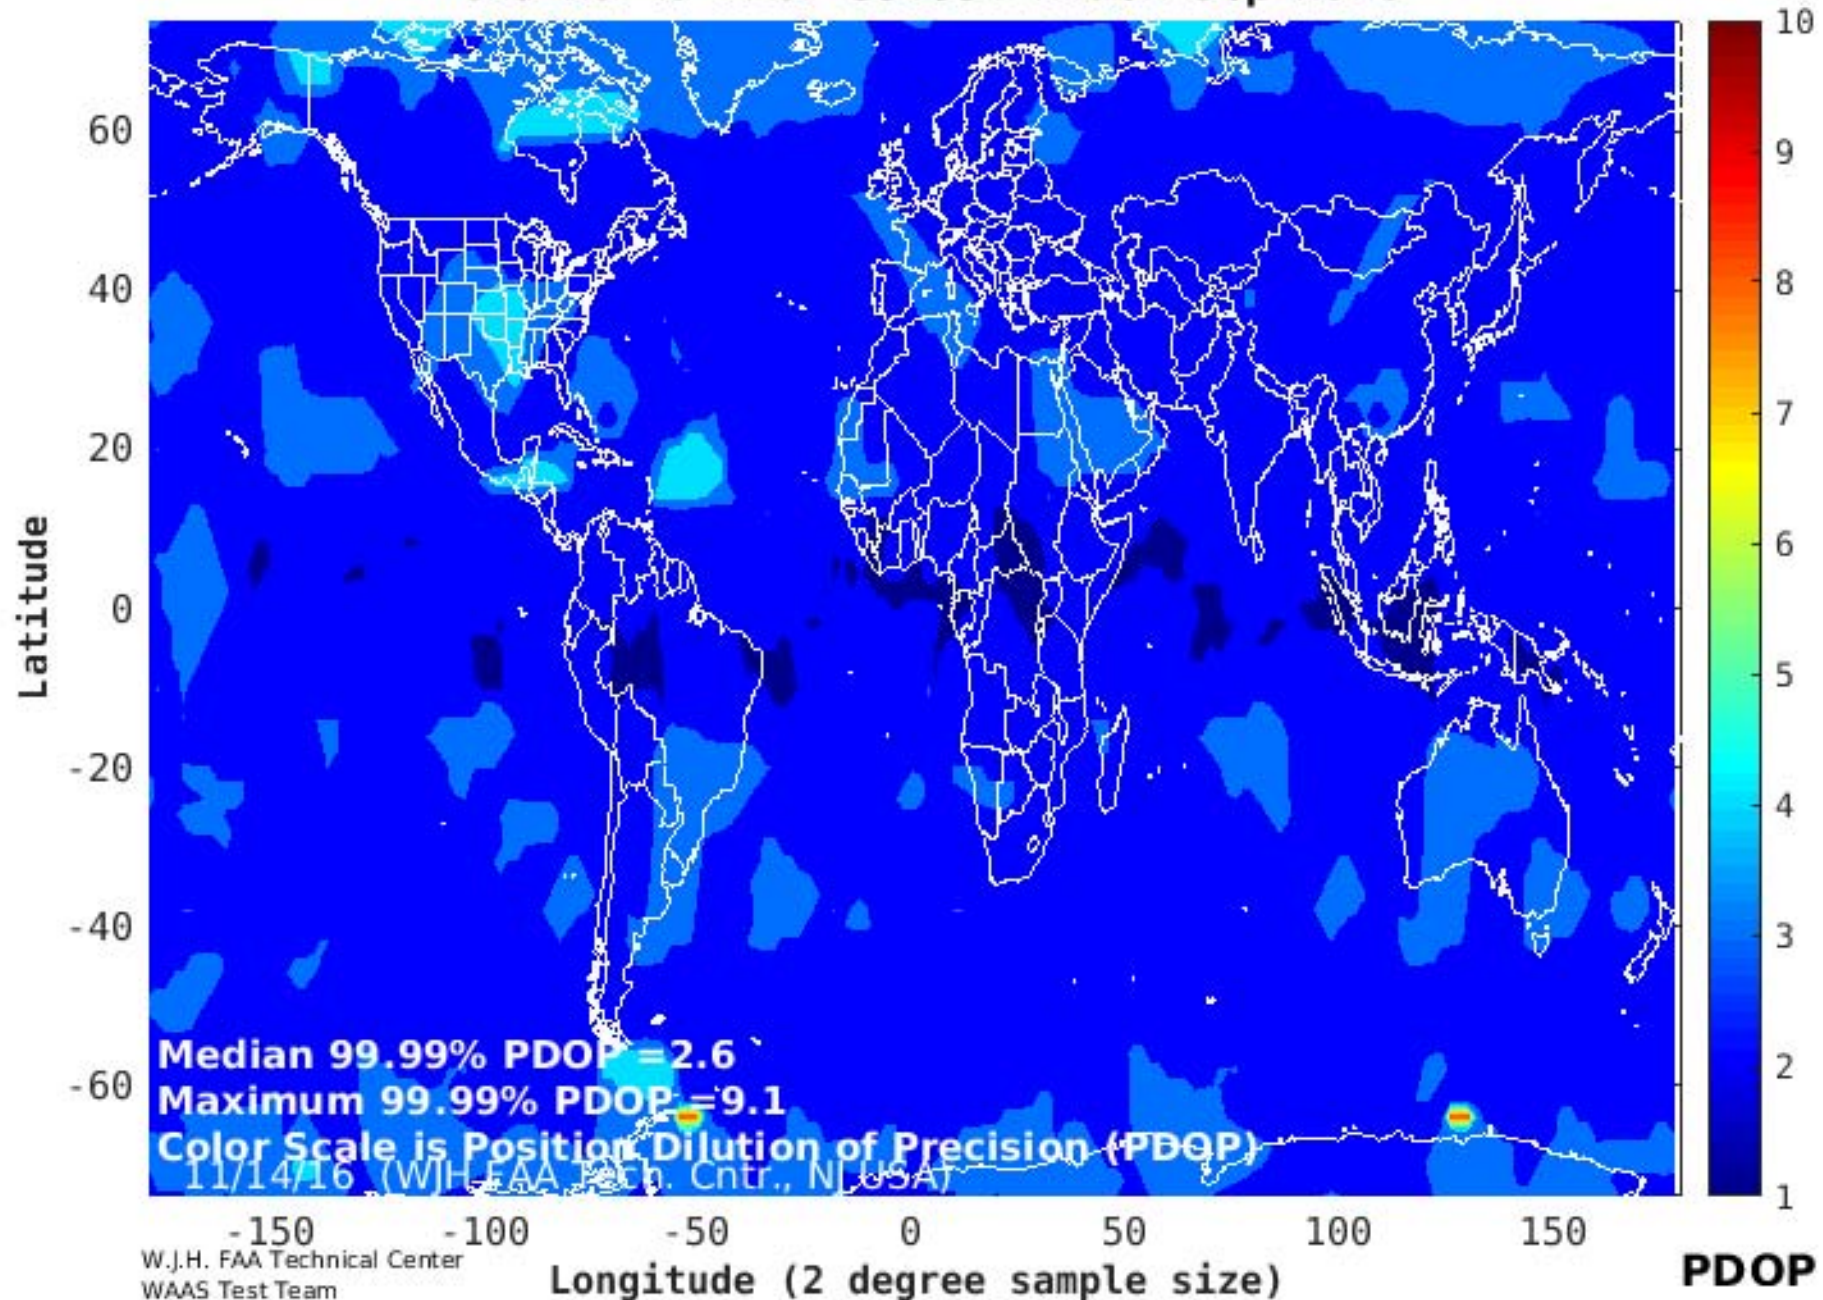 10
9
8
7
6
5
4
3
2
1
60
40
20
0
-20
-40
-60
Latitude
Median 99.99% PDOP =2.6
Maximum 99.99% PDOP =9.1
Color Scale is Position Dilution of Precision (PDOP)
11/14/16 (WJH FAA Tech. Cntr., NJ USA)
-150 -100 -50 0 50 100 150
W.J.H. FAA Technical Center
WAAS Test Team
Longitude (2 degree sample size)
PDOP